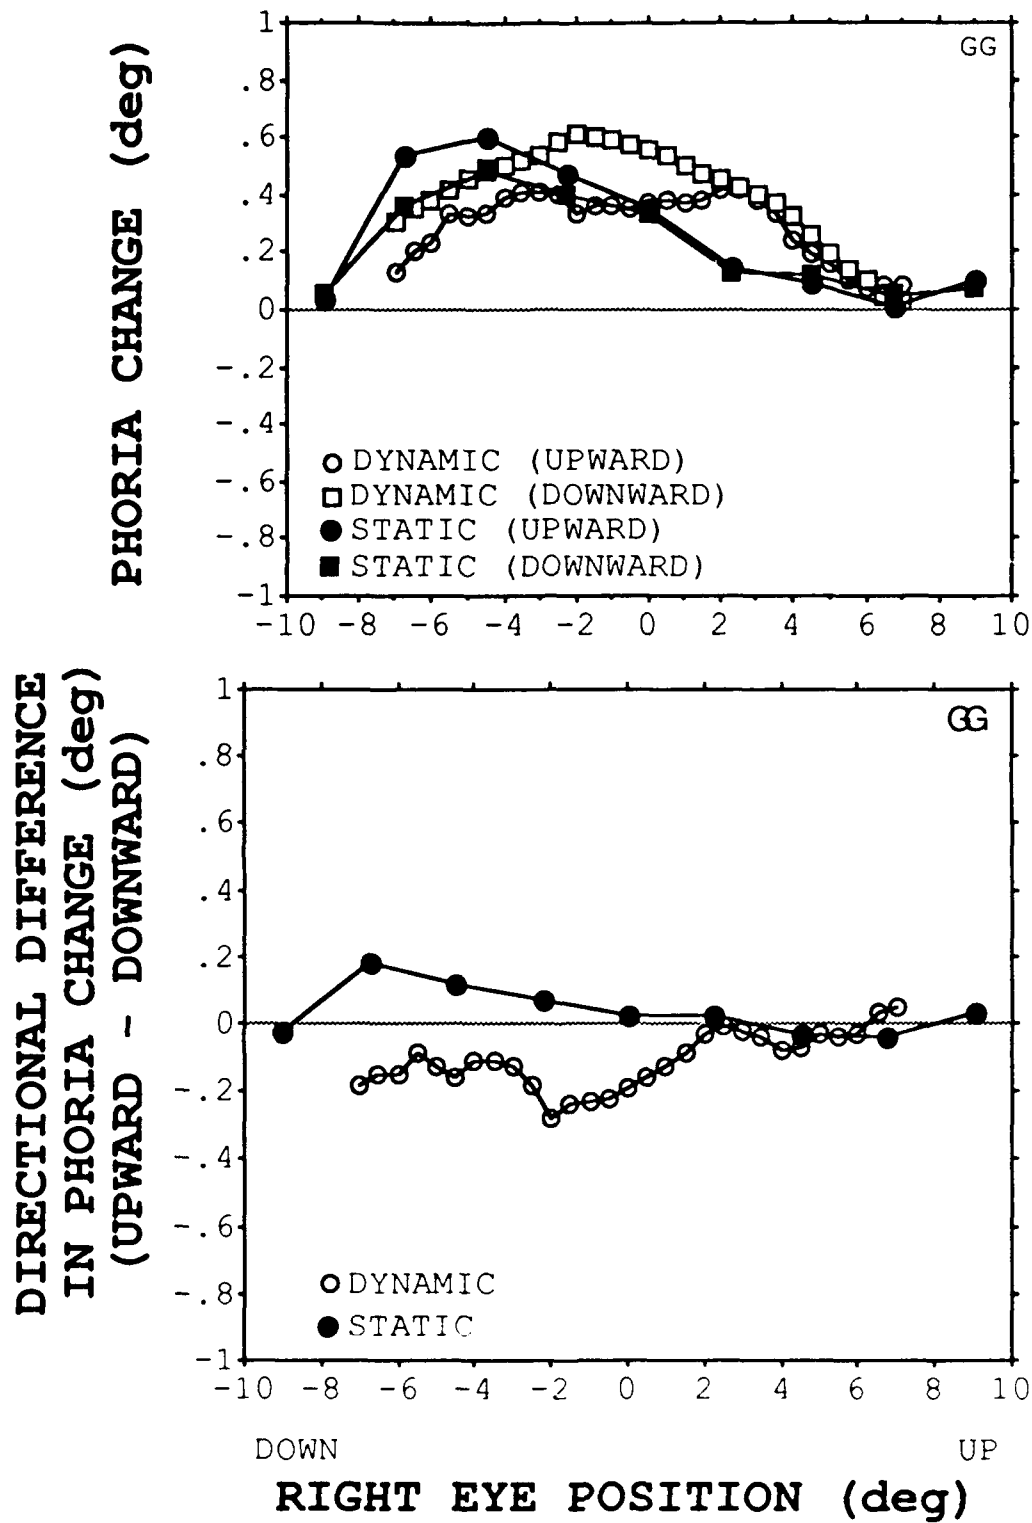 PHORIA CHANGE (deg)
1
.8
.6
.4
.2
0
-.2
-.4
-.6
-.8
-1
GG
DYNAMIC (UPWARD)
DYNAMIC (DOWNWARD)
STATIC (UPWARD)
STATIC (DOWNWARD)
-10 -8 -6 -4 -2 0 2 4 6 8 10
DIRECTIONAL DIFFERENCE
IN PHORIA CHANGE (deg)
(UPWARD - DOWNWARD)
1
.8
.6
.4
.2
0
-.2
-.4
-.6
-.8
-1
GG
DYNAMIC
STATIC
-10 -8 -6 -4 -2 0 2 4 6 8 10
DOWN UP
RIGHT EYE POSITION (deg)